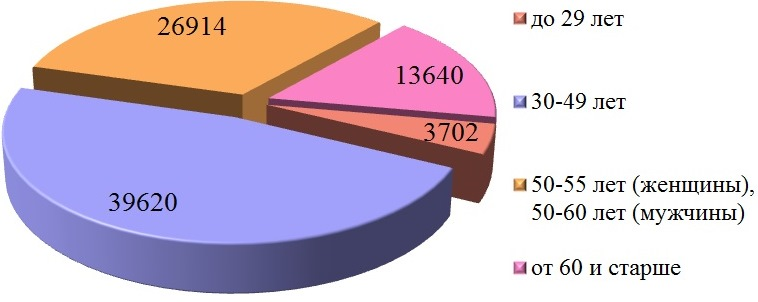 26914
13640
3702
39620
до 29 лет
30-49 лет
50-55 лет (женщины),
50-60 лет (мужчины)
от 60 и старше